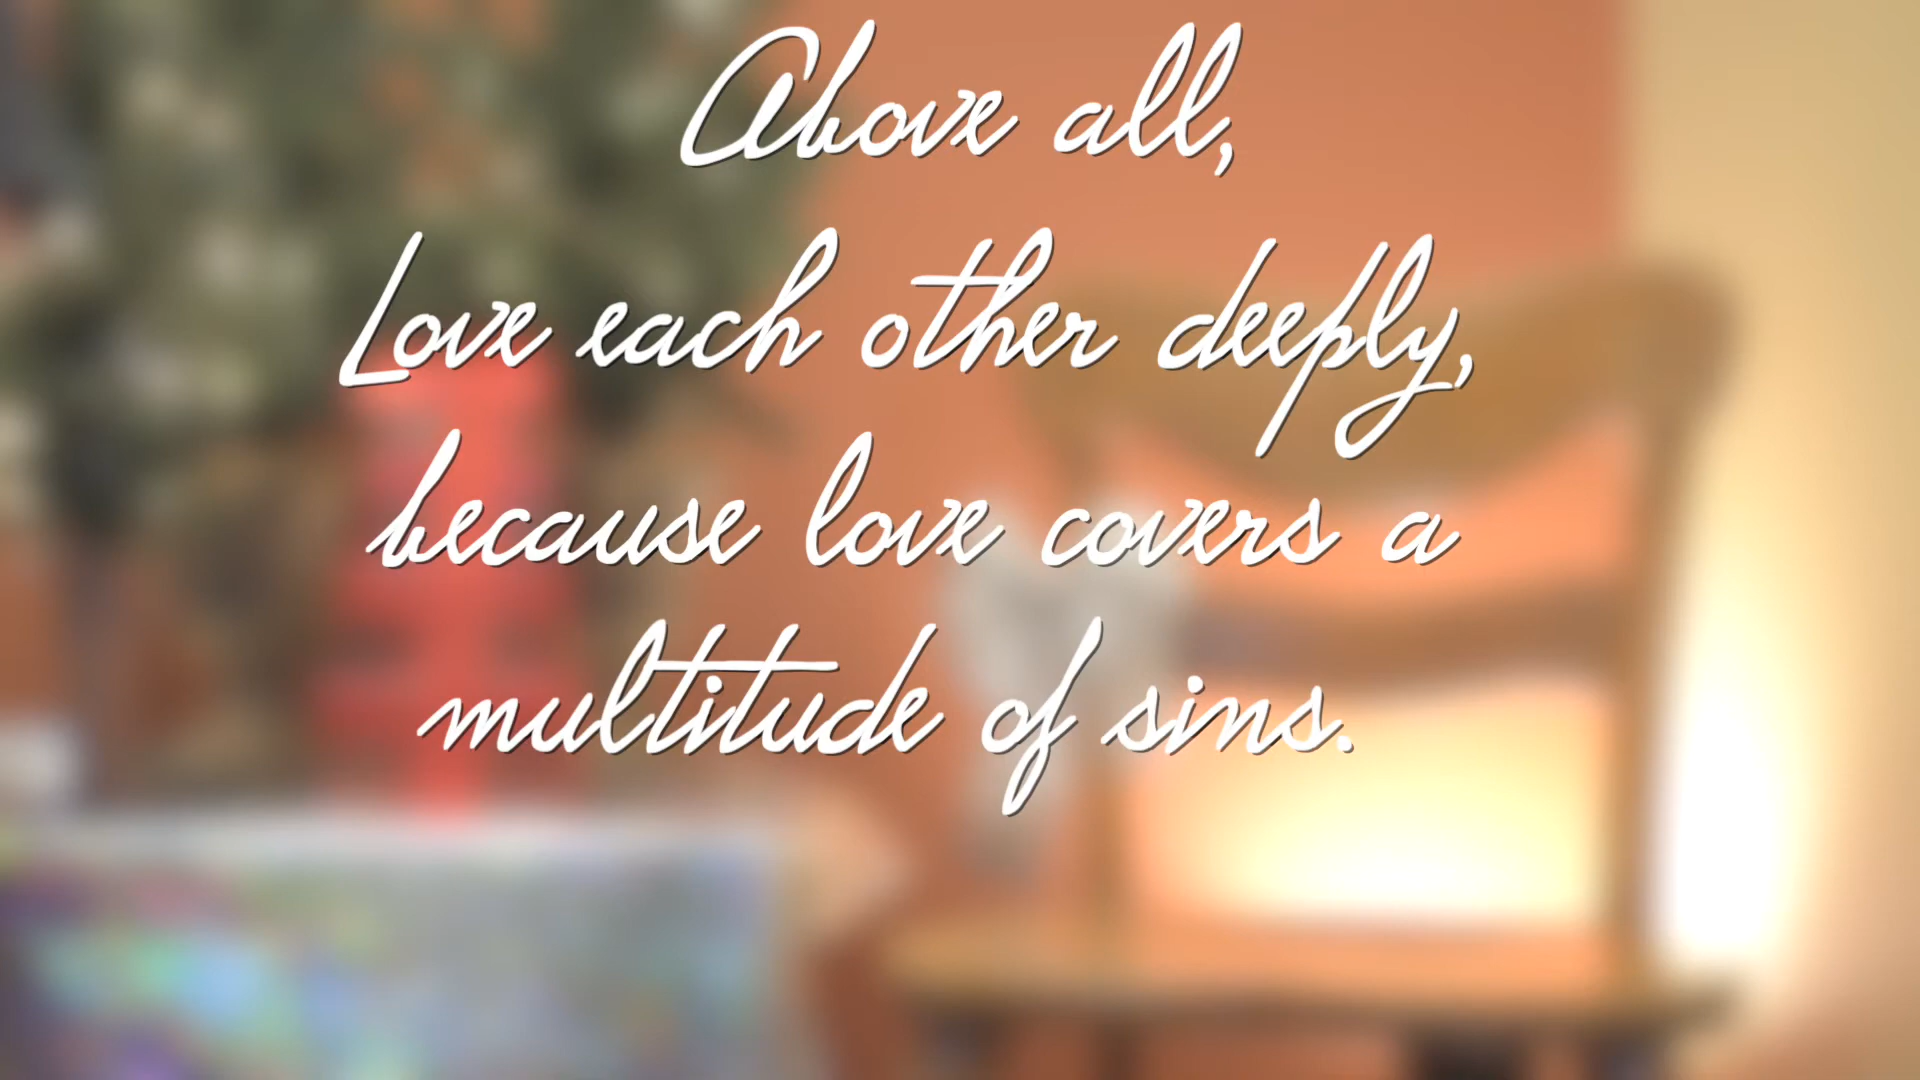 Above all,
Love each other deeply,
because love covers a
multitude of sins.